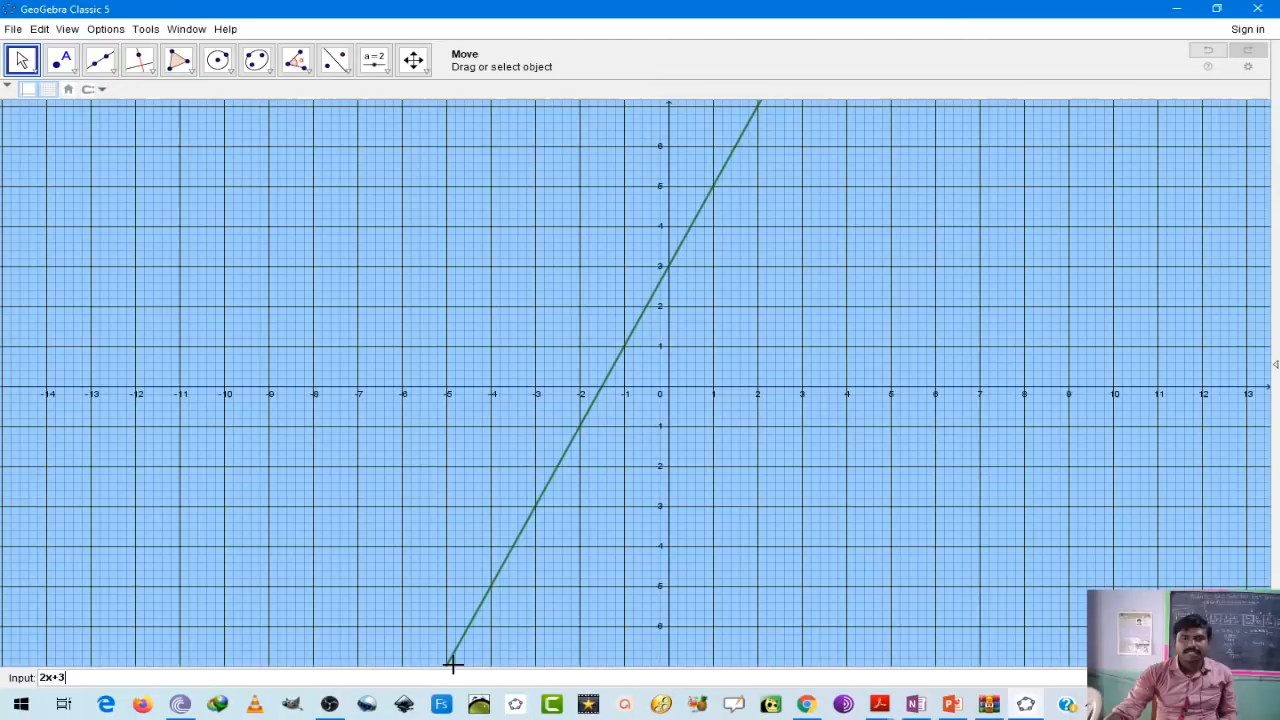 GeoGebra Classic 5
File Edit View Options Tools Window Help
Sign in
A
α
a=2
Move
Drag or select object
6
5
4
3
2
1
-14 -13 -12 -11 -10 -9 -8 -7 -6 -5 -4 -3 -2 -1 0 1 2 3 4 5 6 7 8 9 10 11 12 13
1
2
3
4
5
6
Input: 2x+3
Fs